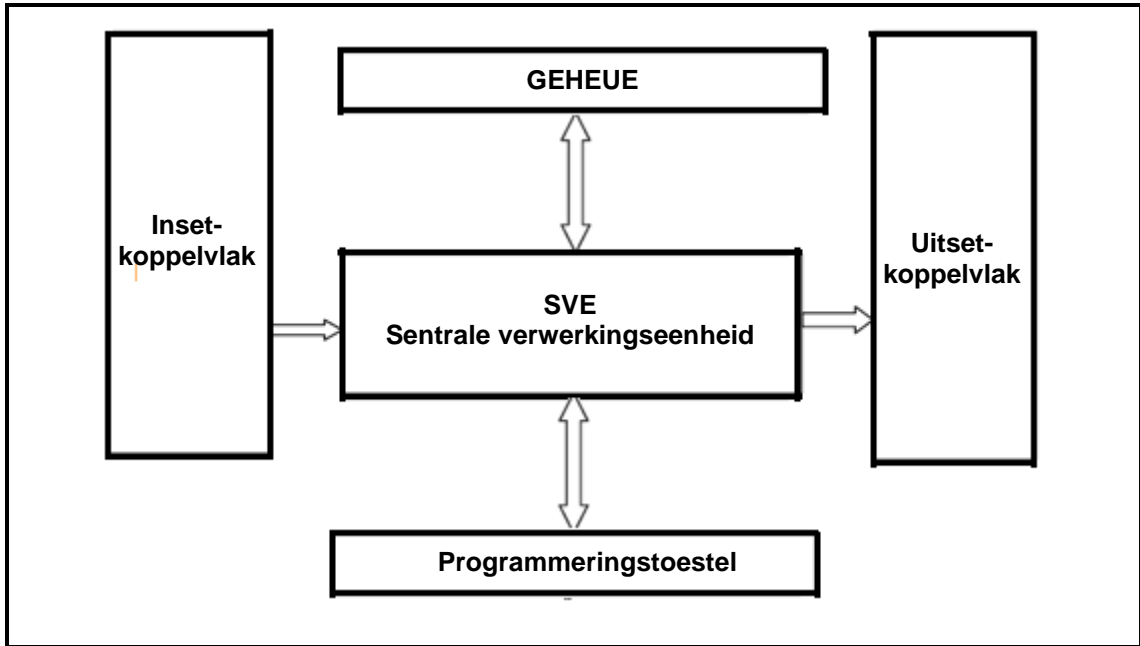 GEHEUE
Inset-
koppelvlak
SVE
Sentrale verwerkingseenheid
Uitset-
koppelvlak
Programmeringstoestel